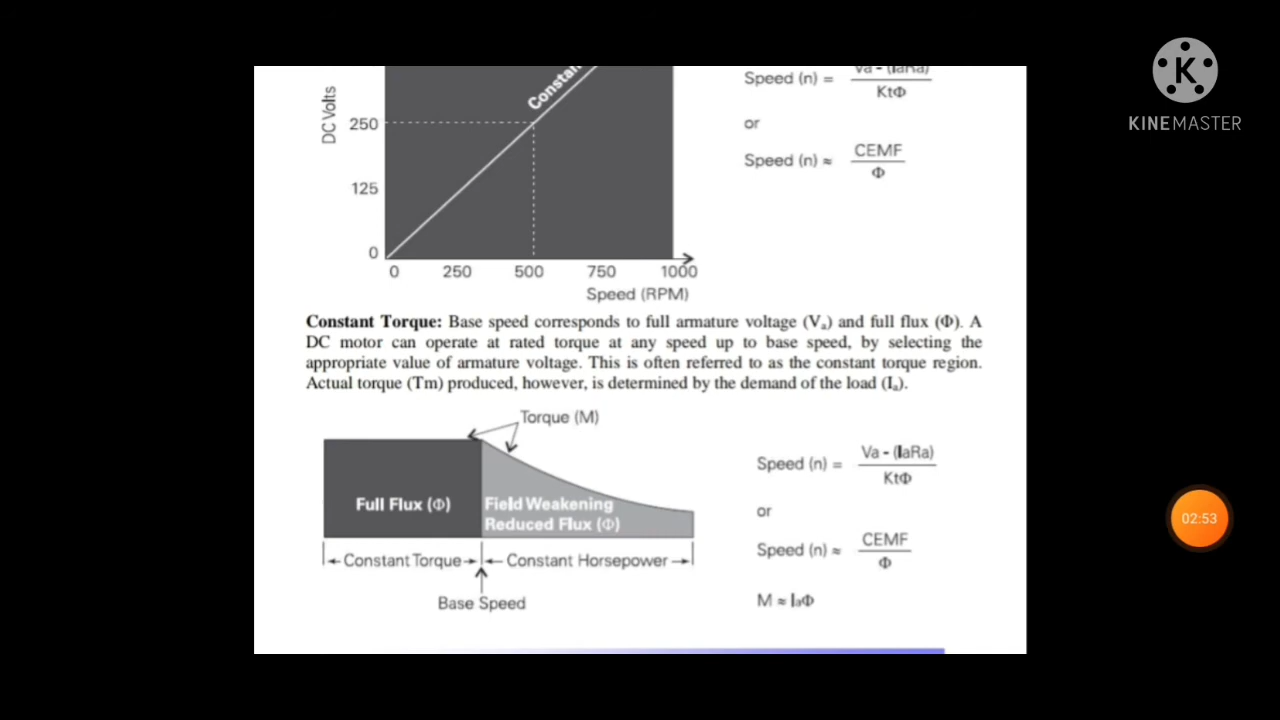 Constan
DC Volts
250
125
0
0 250 500 750 1000
Speed (RPM)
Speed (n) = Va - (IaRa)
KtΦ
or
Speed (n) ≈ CEMF
Φ
Constant Torque: Base speed corresponds to full armature voltage (Vₐ) and full flux (Φ). A
DC motor can operate at rated torque at any speed up to base speed, by selecting the
appropriate value of armature voltage. This is often referred to as the constant torque region.
Actual torque (Tm) produced, however, is determined by the demand of the load (Iₐ).
Torque (M)
Full Flux (Φ)
Field Weakening
Reduced Flux (Φ)
Constant Torque
Constant Horsepower
Base Speed
Speed (n) = Va - (IaRa)
KtΦ
or
Speed (n) ≈ CEMF
Φ
M ≈ IaΦ
K
KINEMASTER
02:53